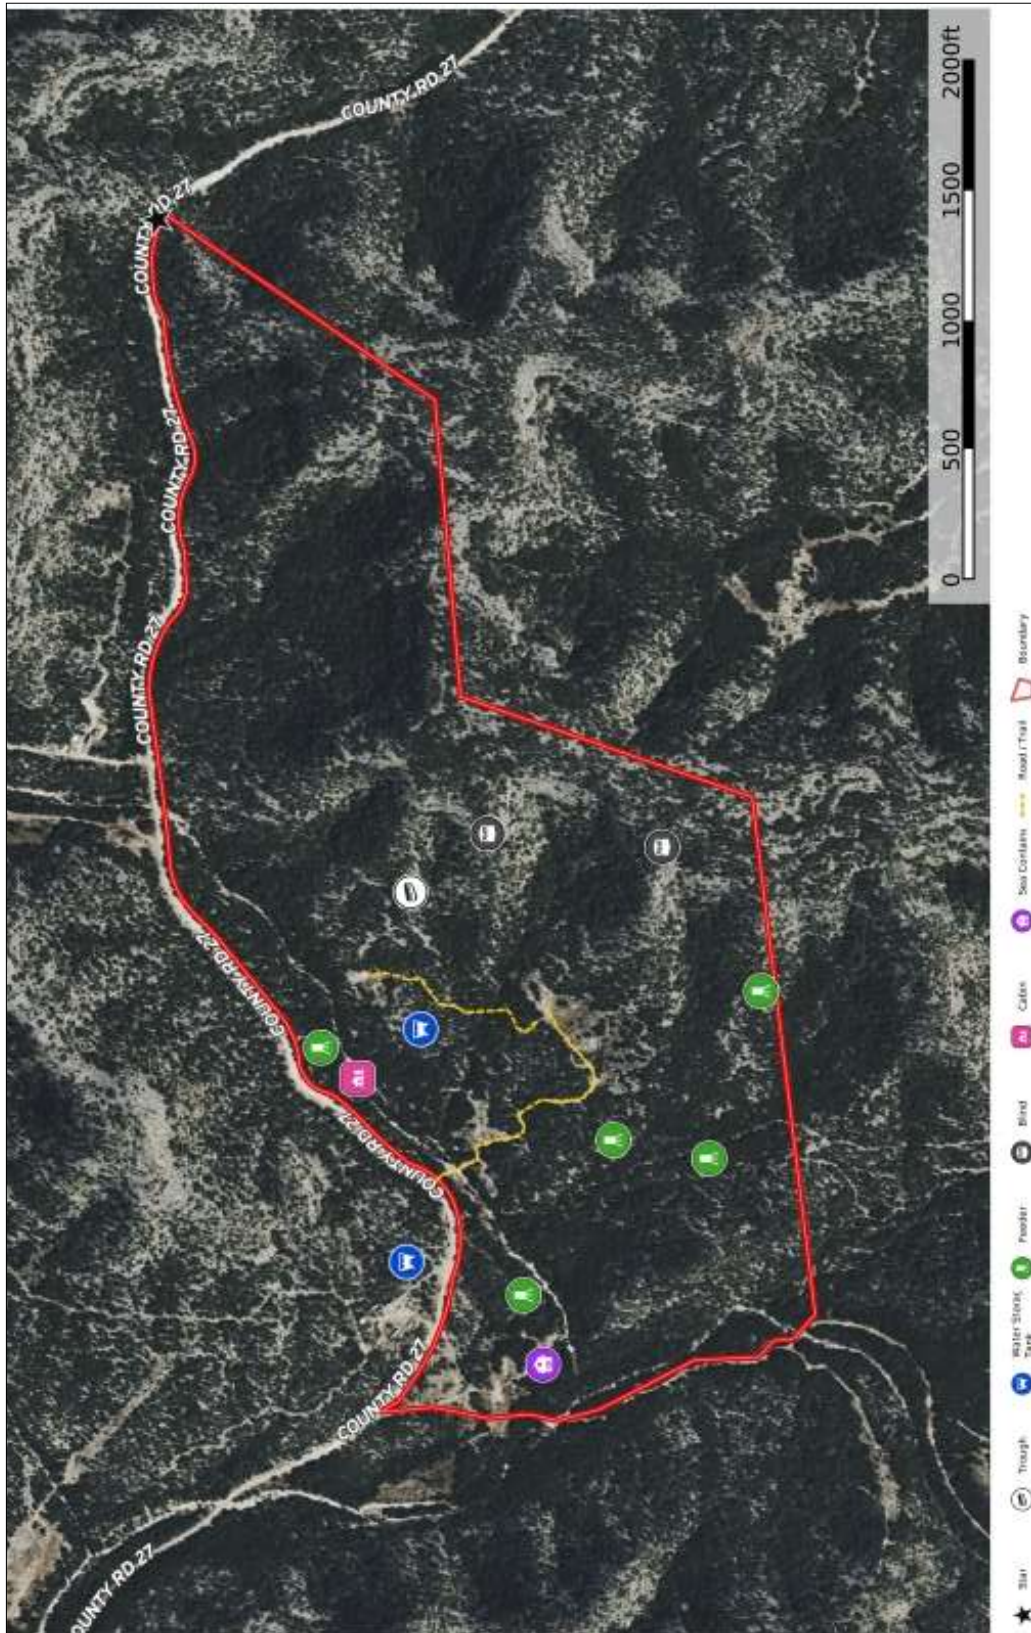 COUNTY RD 27
COUNTY RD 27
COUNTY RD 27
COUNTY RD 27
COUNTY RD 27
COUNTY RD 27
COUNTY RD 27
COUNTY RD 27
0 500 1000 1500 2000ft
Star
Trough
Water Storag
Tank
Feeder
Blind
Cabin
Sea Containe
Road / Trail
Boundary